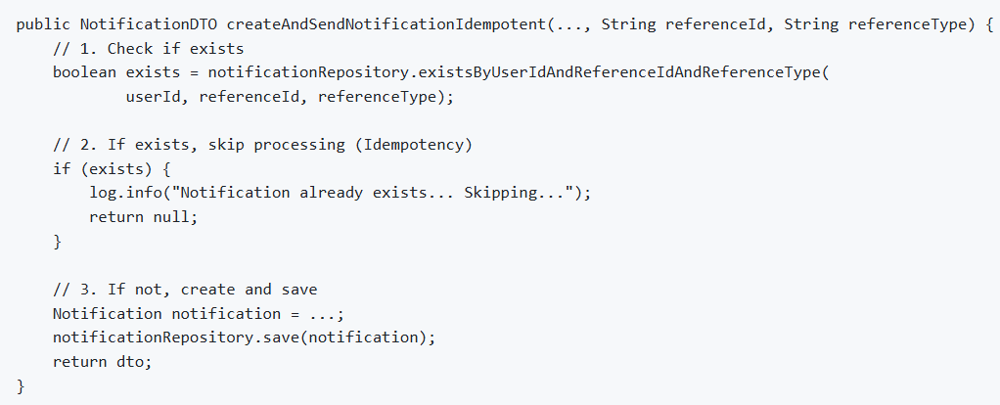 public NotificationDTO createAndSendNotificationIdempotent(..., String referenceId, String referenceType) {
    // 1. Check if exists
    boolean exists = notificationRepository.existsByUserIdAndReferenceIdAndReferenceType(
            userId, referenceId, referenceType);

    // 2. If exists, skip processing (Idempotency)
    if (exists) {
        log.info("Notification already exists... Skipping...");
        return null;
    }

    // 3. If not, create and save
    Notification notification = ...;
    notificationRepository.save(notification);
    return dto;
}